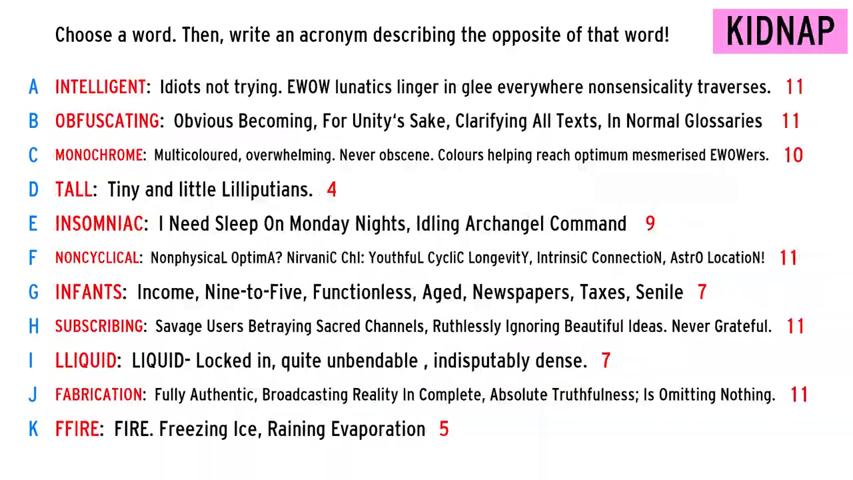 Choose a word. Then, write an acronym describing the opposite of that word!
KIDNAP
A INTELLIGENT: Idiots not trying. EWOW lunatics linger in glee everywhere nonsensicality traverses. 11
B OBFUSCATING: Obvious Becoming, For Unity's Sake, Clarifying All Texts, In Normal Glossaries 11
C MONOCHROME: Multicoloured, overwhelming. Never obscene. Colours helping reach optimum mesmerised EWOWers. 10
D TALL: Tiny and little Lilliputians. 4
E INSOMNIAC: I Need Sleep On Monday Nights, Idling Archangel Command 9
F NONCYCLICAL: NonphysicaL OptimA? NirvaniC ChI: YouthfuL CycliC LongevitY, IntrinsiC ConnectioN, AstrO LocatioN! 11
G INFANTS: Income, Nine-to-Five, Functionless, Aged, Newspapers, Taxes, Senile 7
H SUBSCRIBING: Savage Users Betraying Sacred Channels, Ruthlessly Ignoring Beautiful Ideas. Never Grateful. 11
I LLIQUID: LIQUID- Locked in, quite unbendable , indisputably dense. 7
J FABRICATION: Fully Authentic, Broadcasting Reality In Complete, Absolute Truthfulness; Is Omitting Nothing. 11
K FFIRE: FIRE. Freezing Ice, Raining Evaporation 5